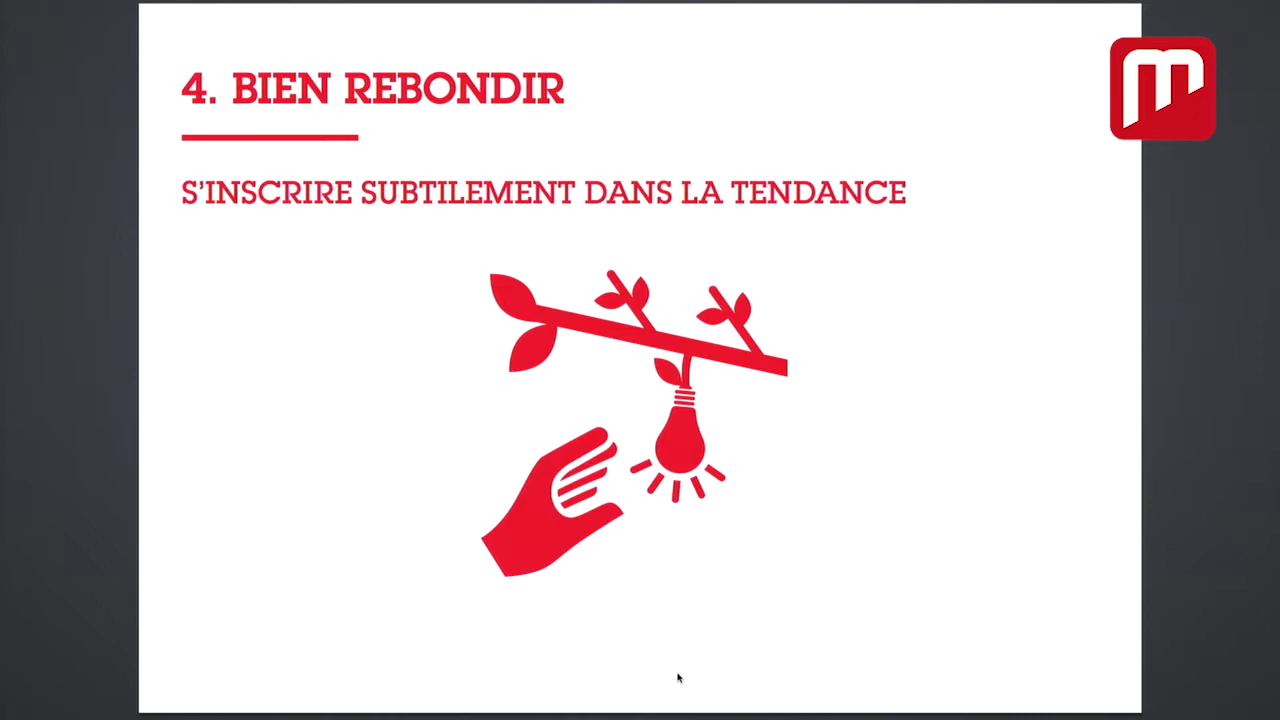 4. BIEN REBONDIR
S'INSCRIRE SUBTILEMENT DANS LA TENDANCE
m